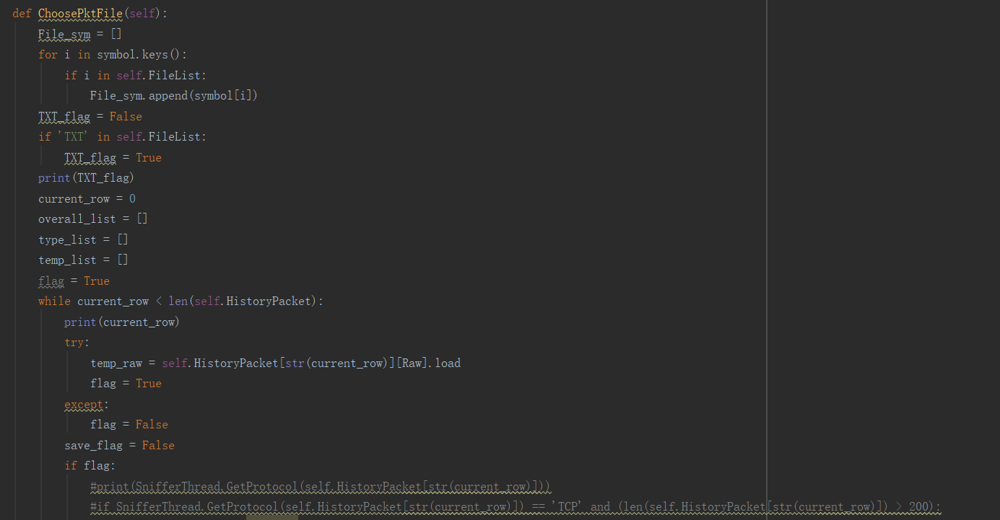 def ChoosePktFile(self):
    File_sym = []
    for i in symbol.keys():
        if i in self.FileList:
            File_sym.append(symbol[i])
    TXT_flag = False
    if 'TXT' in self.FileList:
        TXT_flag = True
    print(TXT_flag)
    current_row = 0
    overall_list = []
    type_list = []
    temp_list = []
    flag = True
    while current_row < len(self.HistoryPacket):
        print(current_row)
        try:
            temp_raw = self.HistoryPacket[str(current_row)][Raw].load
            flag = True
        except:
            flag = False
        save_flag = False
        if flag:
            #print(SnifferThread.GetProtocol(self.HistoryPacket[str(current_row)]))
            #if SnifferThread.GetProtocol(self.HistoryPacket[str(current_row)]) == 'TCP' and (len(self.HistoryPacket[str(current_row)]) > 200):